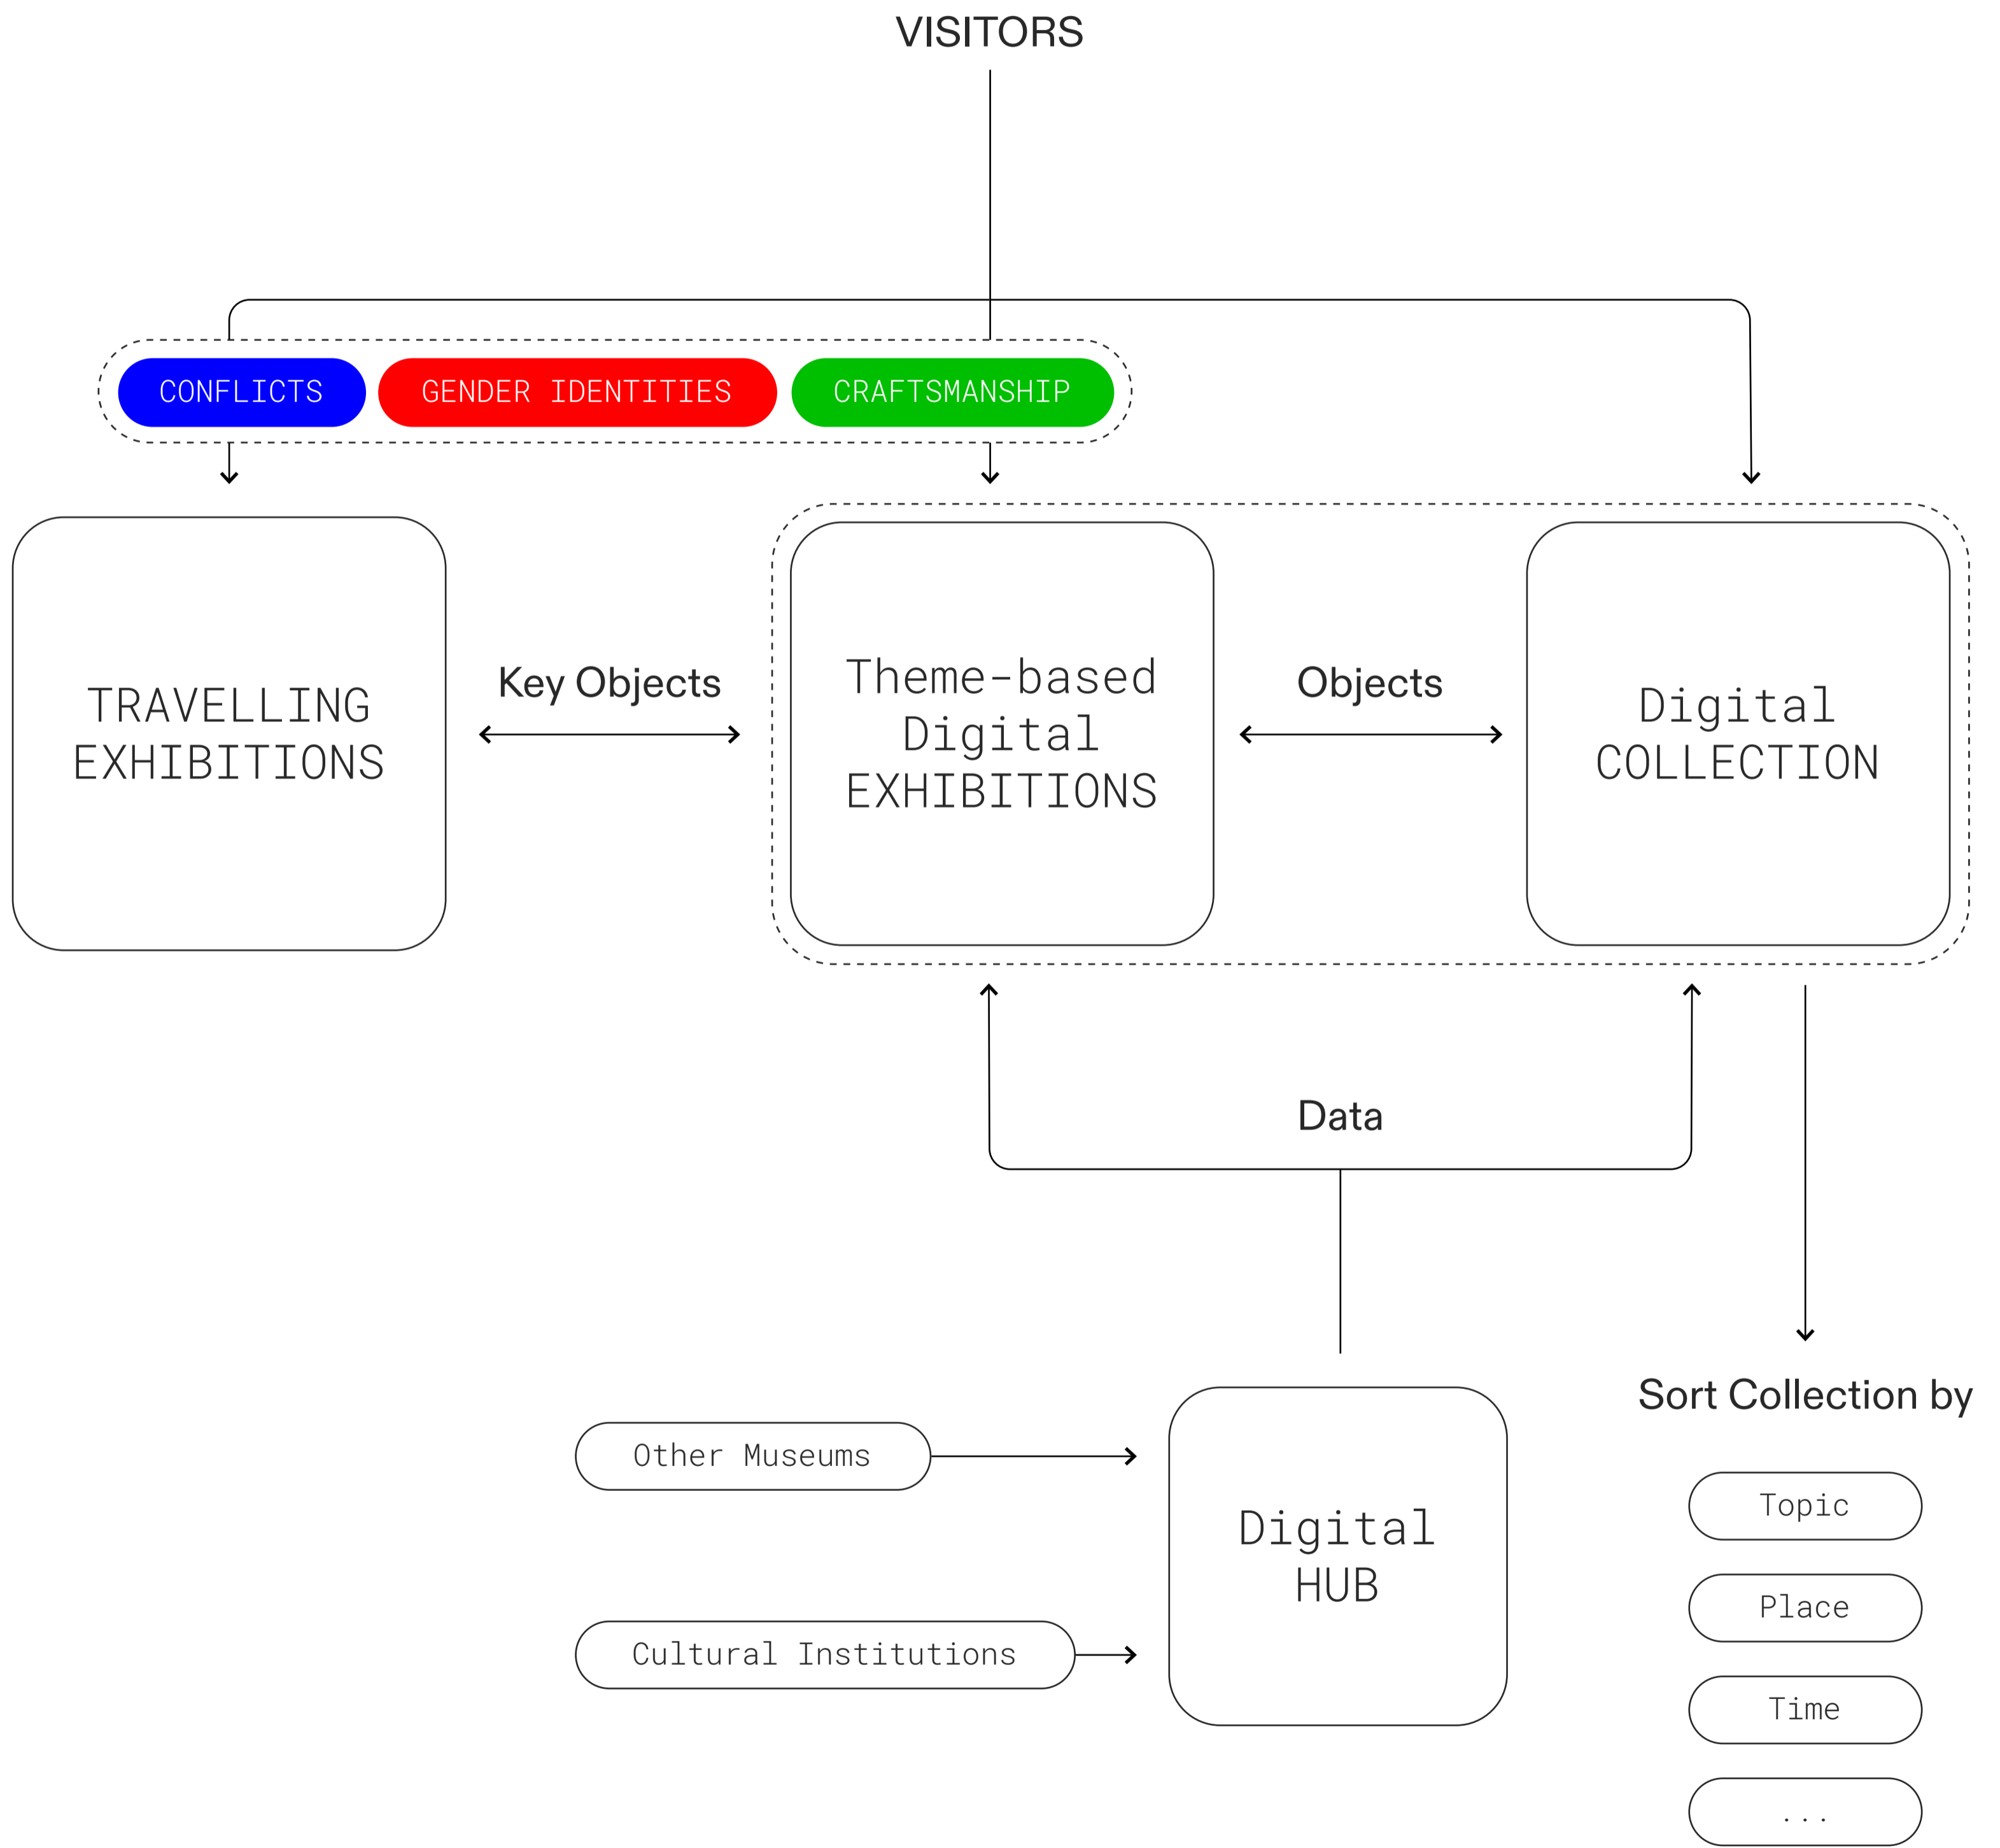 VISITORS
CONFLICTS
GENDER IDENTITIES
CRAFTSMANSHIP
TRAVELLING
EXHIBITIONS
Key Objects
Theme-based
Digital
EXHIBITIONS
Objects
Digital
COLLECTION
Data
Other Museums
Cultural Institutions
Digital
HUB
Sort Collection by
Topic
Place
Time
...